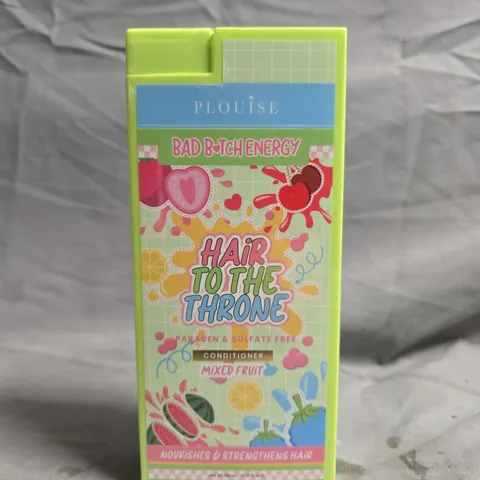 PLOUISE
BAD B♥TCH ENERGY
HAIR
TO THE
THRONE
PARABEN & SULFATE FREE
CONDITIONER
MIXED FRUIT
NOURISHES & STRENGTHENS HAIR